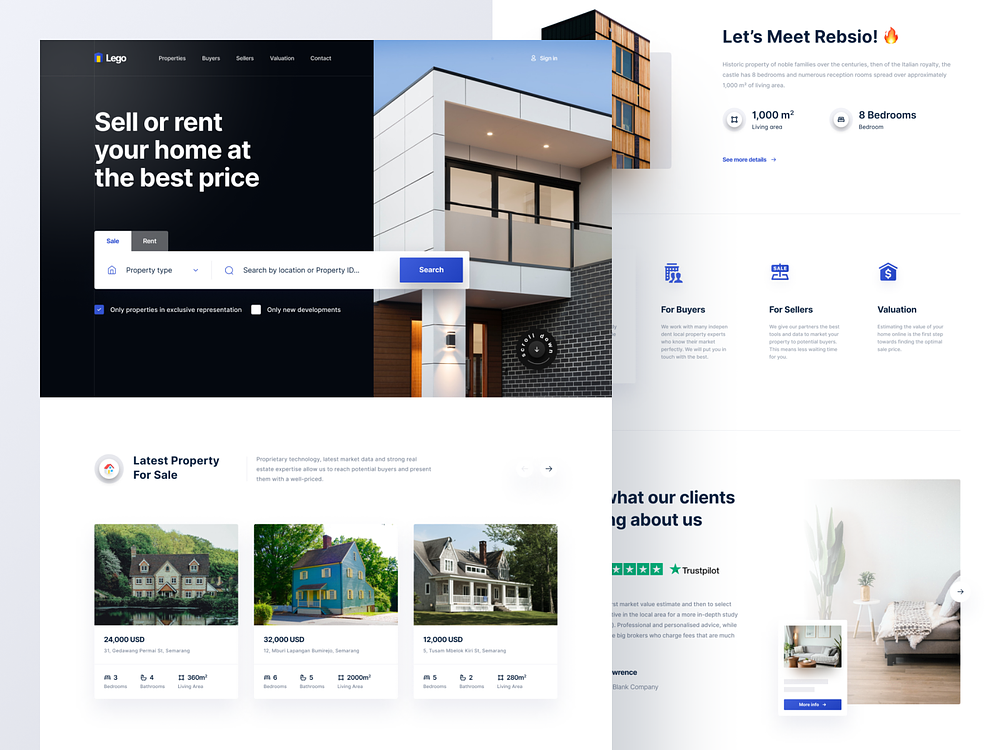 Lego
Properties
Buyers
Sellers
Valuation
Contact
Sign in
Sell or rent
your home at
the best price
Sale
Rent
Property type
Search by location or Property ID...
Search
Only properties in exclusive representation
Only new developments
scroll down
Latest Property
For Sale
Proprietary technology, latest market data and strong real
estate expertise allow us to reach potential buyers and present
them with a well-priced.
24,000 USD
31, Gedawang Permai St, Semarang
3
Bedrooms
4
Bathrooms
360m²
Living Area
32,000 USD
12, Mburi Lapangan Sumirejo, Semarang
6
Bedrooms
5
Bathrooms
2000m²
Living Area
12,000 USD
5, Tusam Mbelok Kiri St, Semarang
5
Bedrooms
2
Bathrooms
280m²
Living Area
Let's Meet Rebsio! 🔥
Historic property of noble families over the centuries, then of the Italian royalty, the
castle has 8 bedrooms and numerous reception rooms spread over approximately
1,000 m² of living area.
1,000 m²
Living area
8 Bedrooms
Bedroom
See more details
SALE
For Buyers
We work with many indepen
dent local property experts
who know their market
perfectly. We will put you in
touch with the best.
For Sellers
We give our partners the best
tools and data to market your
property to potential buyers.
This means less waiting time
for you.
Valuation
Estimating the value of your
home online is the first step
towards finding the optimal
sale price.
what our clients
ng about us
Trustpilot
st market value estimate and then to select
tive in the local area for a more in-depth study
). Professional and personalised advice, while
e big brokers who charge fees that are much
wrence
Blank Company
More info